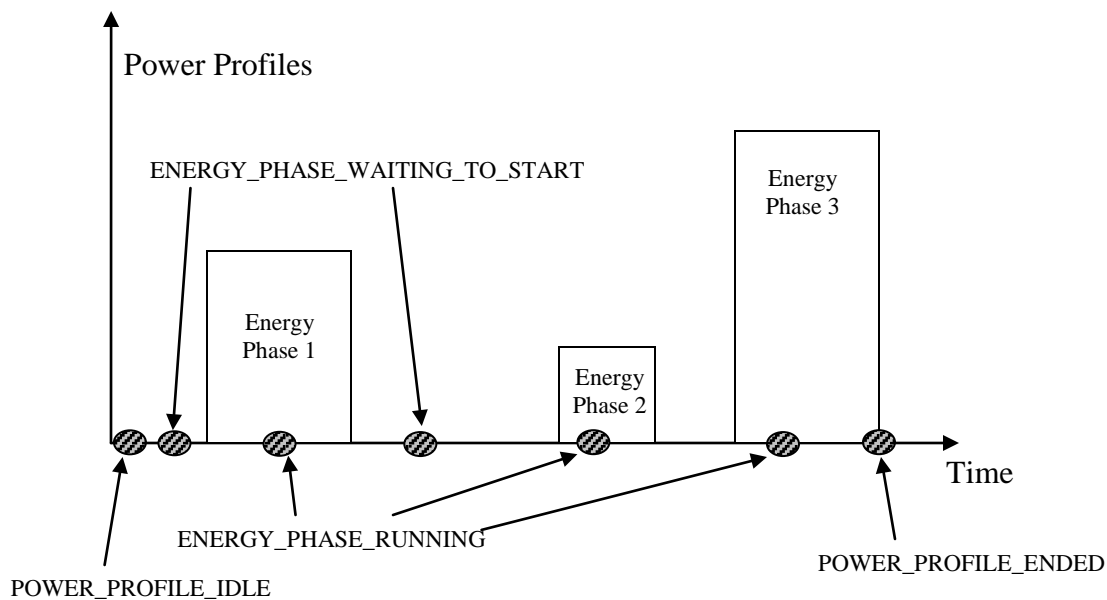 Power Profiles
ENERGY_PHASE_WAITING_TO_START
Energy
Phase 3
Energy
Phase 1
Energy
Phase 2
Time
ENERGY_PHASE_RUNNING
POWER_PROFILE_ENDED
POWER_PROFILE_IDLE